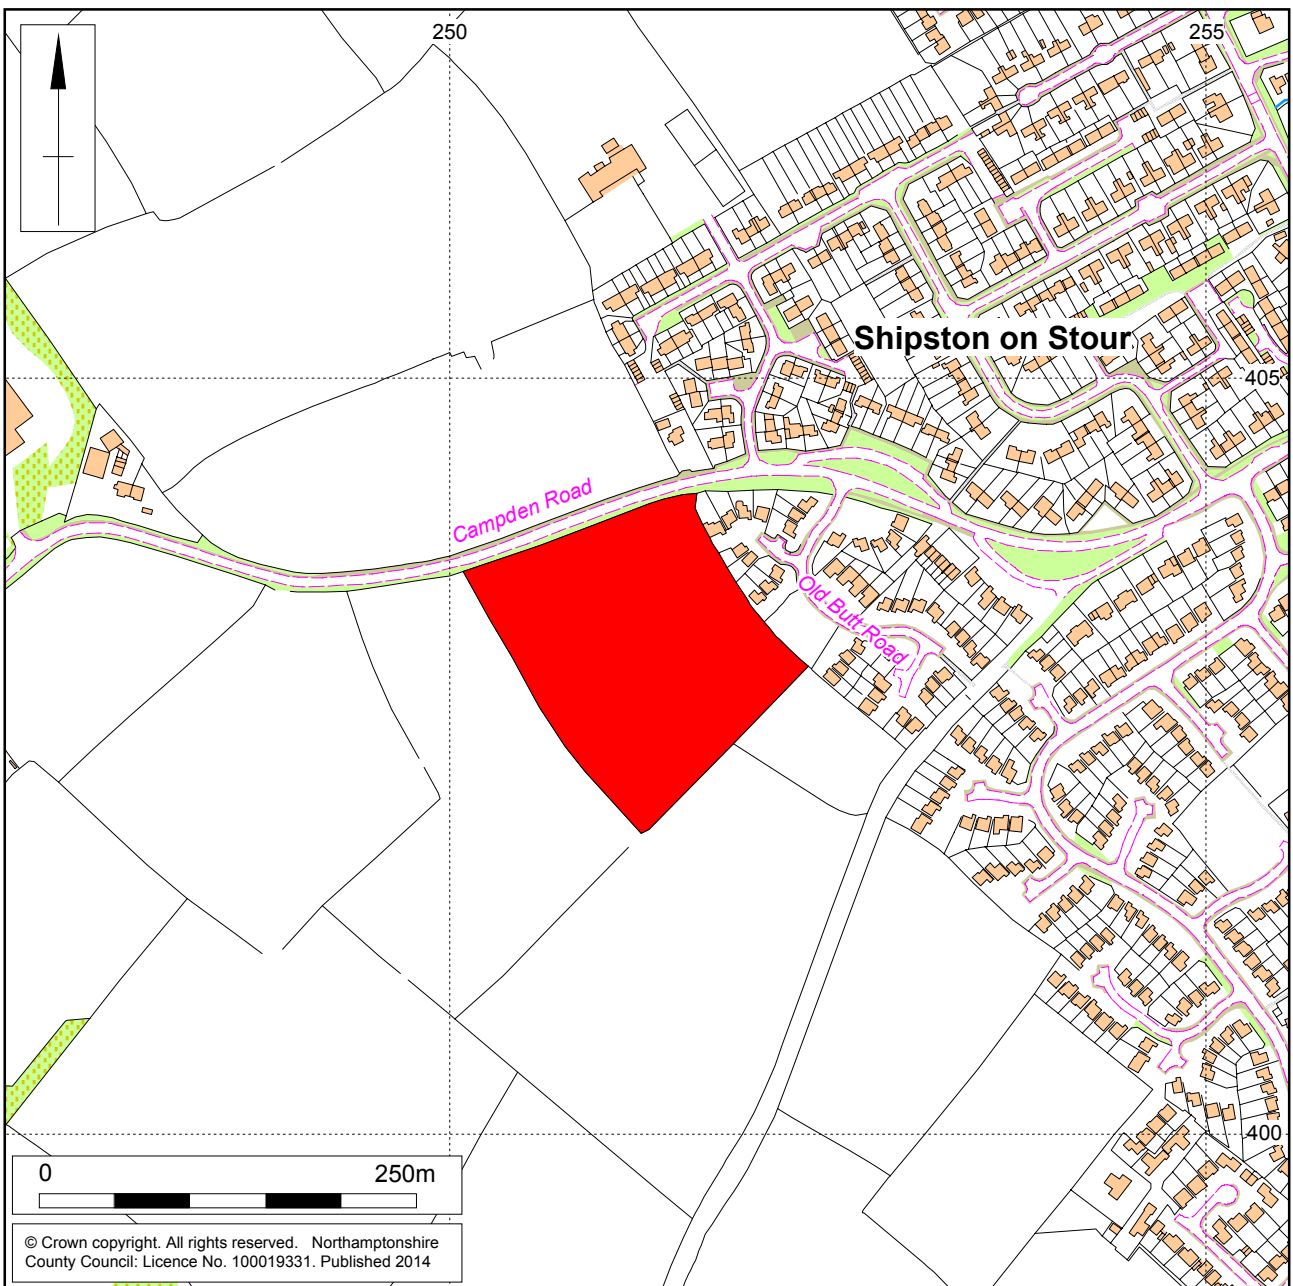 250
255
Shipston on Stour
405
Campden Road
Old Butt Road
400
0 250m
© Crown copyright. All rights reserved. Northamptonshire
County Council: Licence No. 100019331. Published 2014